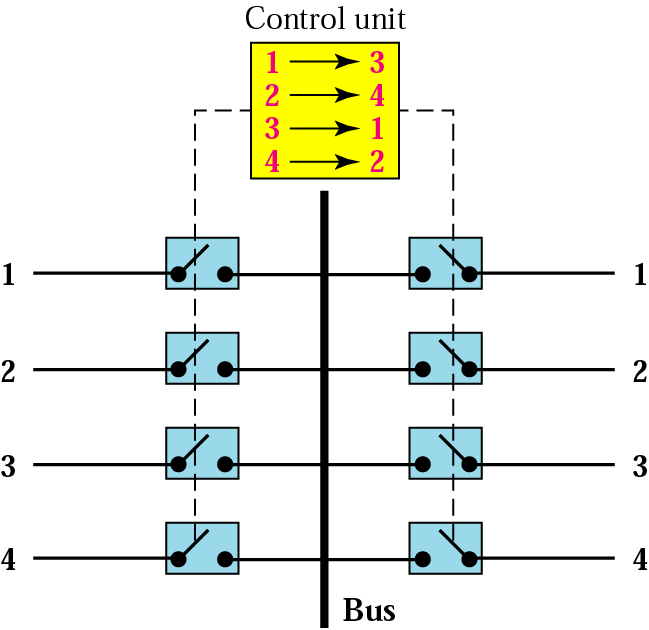 Control unit
1 → 3
2 → 4
3 → 1
4 → 2
1 1
2 2
3 3
4 4
Bus